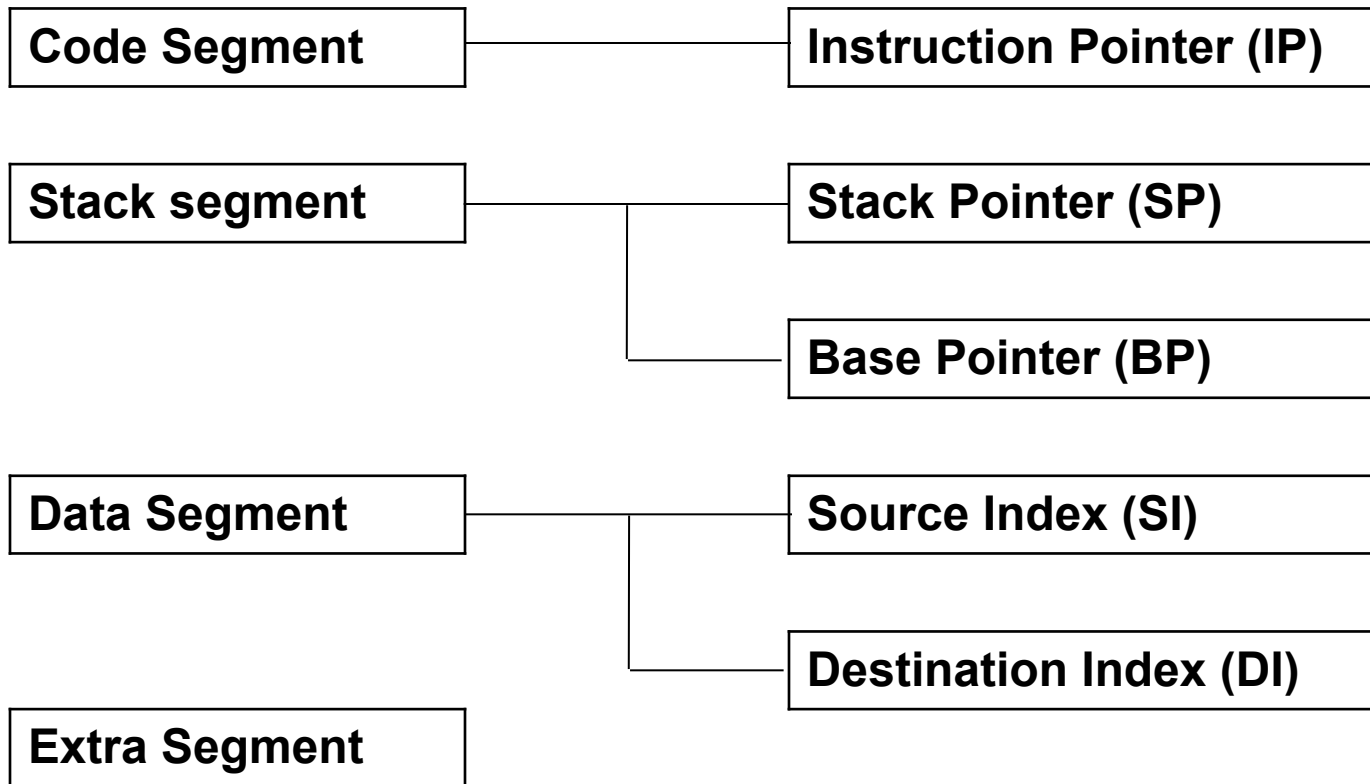 Code Segment
Instruction Pointer (IP)
Stack segment
Stack Pointer (SP)
Base Pointer (BP)
Data Segment
Source Index (SI)
Destination Index (DI)
Extra Segment